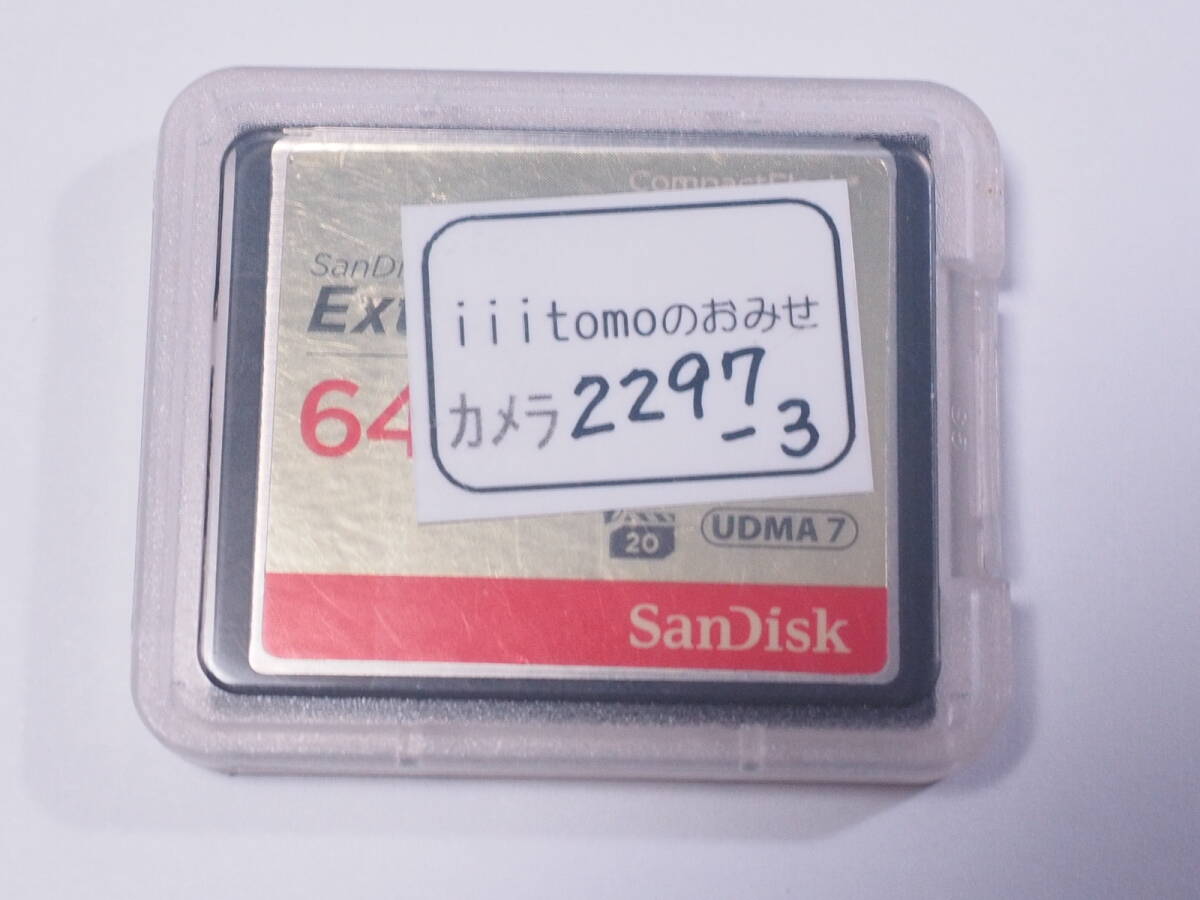 CompactFlash
SanDi
Ext
64
iiitomoのおみせ
カメラ2297
-3
20
UDMA 7
SanDisk